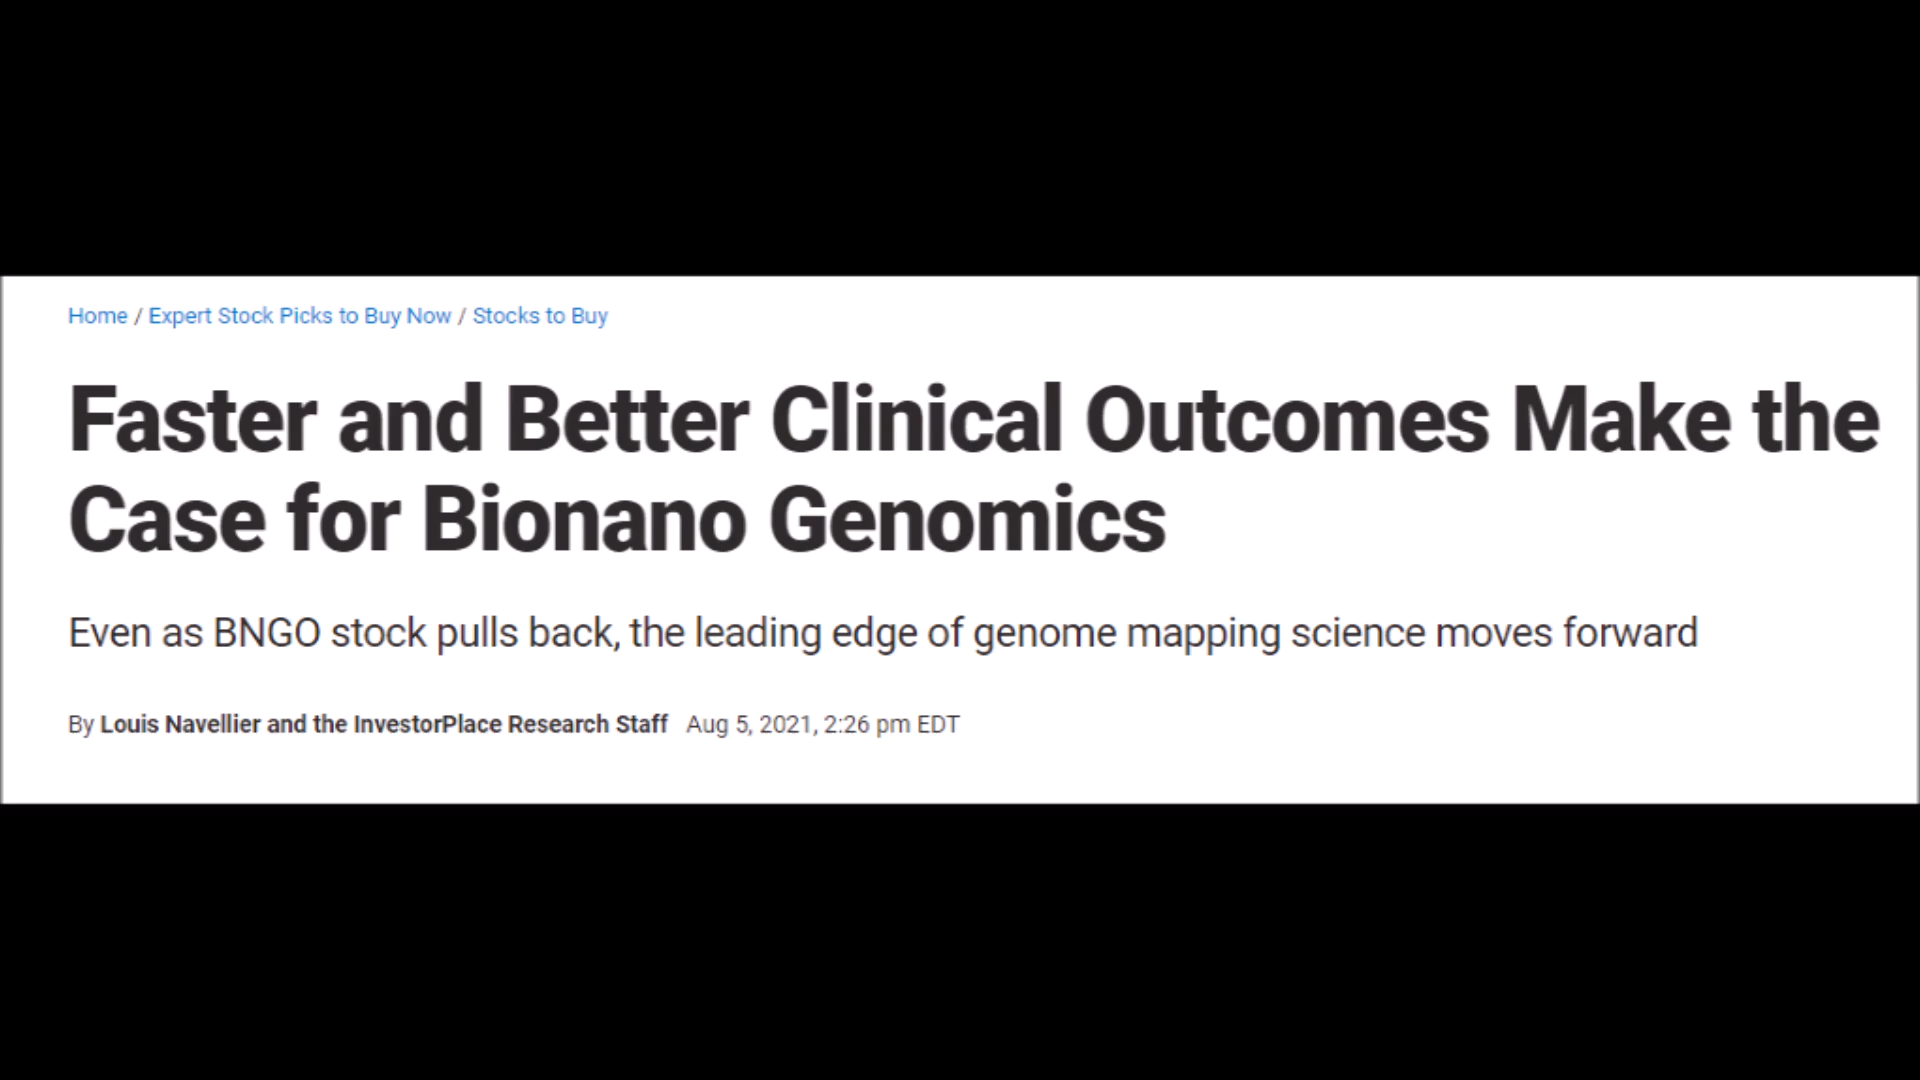 Home / Expert Stock Picks to Buy Now / Stocks to Buy
Faster and Better Clinical Outcomes Make the
Case for Bionano Genomics
Even as BNGO stock pulls back, the leading edge of genome mapping science moves forward
By Louis Navellier and the InvestorPlace Research Staff Aug 5, 2021, 2:26 pm EDT